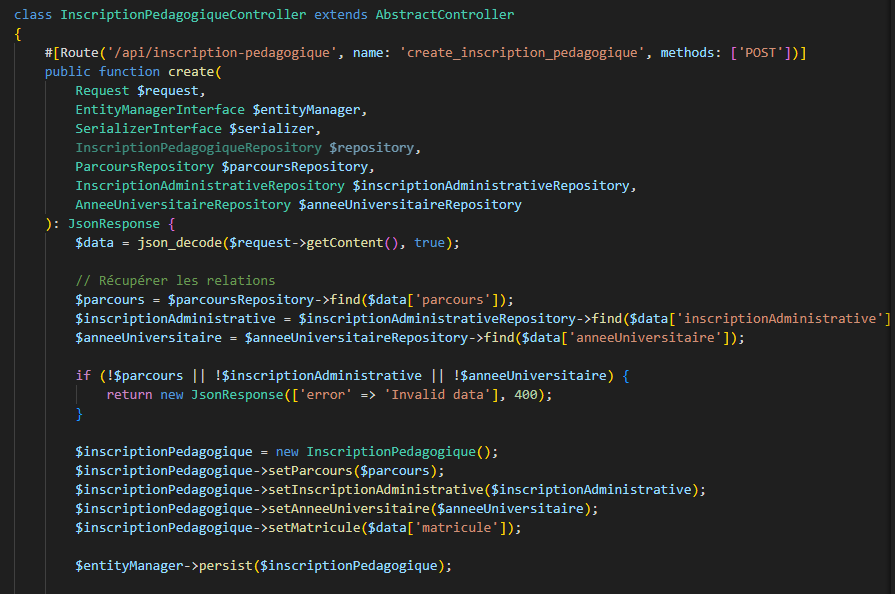 class InscriptionPedagogiqueController extends AbstractController
{
#[Route('/api/inscription-pedagogique', name: 'create_inscription_pedagogique', methods: ['POST'])]
public function create(
Request $request,
EntityManagerInterface $entityManager,
SerializerInterface $serializer,
InscriptionPedagogiqueRepository $repository,
ParcoursRepository $parcoursRepository,
InscriptionAdministrativeRepository $inscriptionAdministrativeRepository,
AnneeUniversitaireRepository $anneeUniversitaireRepository
): JsonResponse {
$data = json_decode($request->getContent(), true);
// Récupérer les relations
$parcours = $parcoursRepository->find($data['parcours']);
$inscriptionAdministrative = $inscriptionAdministrativeRepository->find($data['inscriptionAdministrative']
$anneeUniversitaire = $anneeUniversitaireRepository->find($data['anneeUniversitaire']);
if (!$parcours || !$inscriptionAdministrative || !$anneeUniversitaire) {
return new JsonResponse(['error' => 'Invalid data'], 400);
}
$inscriptionPedagogique = new InscriptionPedagogique();
$inscriptionPedagogique->setParcours($parcours);
$inscriptionPedagogique->setInscriptionAdministrative($inscriptionAdministrative);
$inscriptionPedagogique->setAnneeUniversitaire($anneeUniversitaire);
$inscriptionPedagogique->setMatricule($data['matricule']);
$entityManager->persist($inscriptionPedagogique);